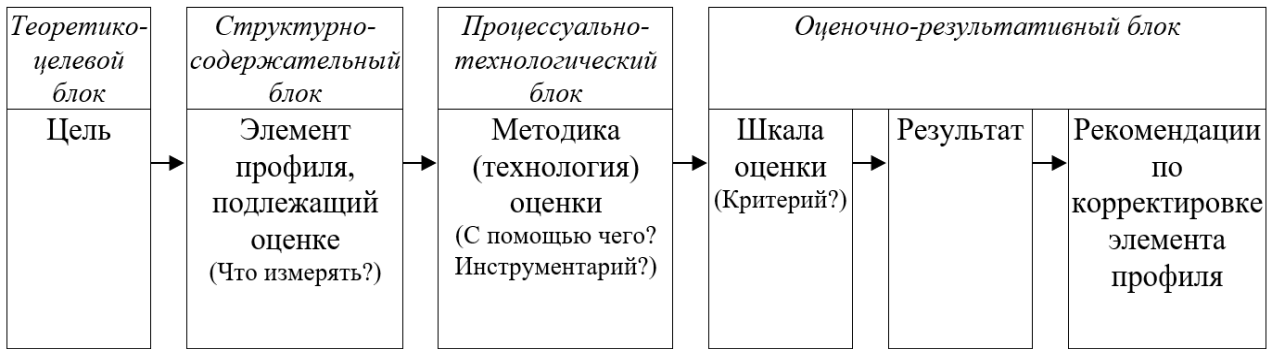 Теоретико-
целевой
блок
Цель
Структурно-
содержательный
блок
Элемент
профиля,
подлежащий
оценке
(Что измерять?)
Процессуально-
технологический
блок
Методика
(технология)
оценки
(С помощью чего?
Инструментарий?)
Оценочно-результативный блок
Шкала
оценки
(Критерий?)
Результат
Рекомендации
по
корректировке
элемента
профиля